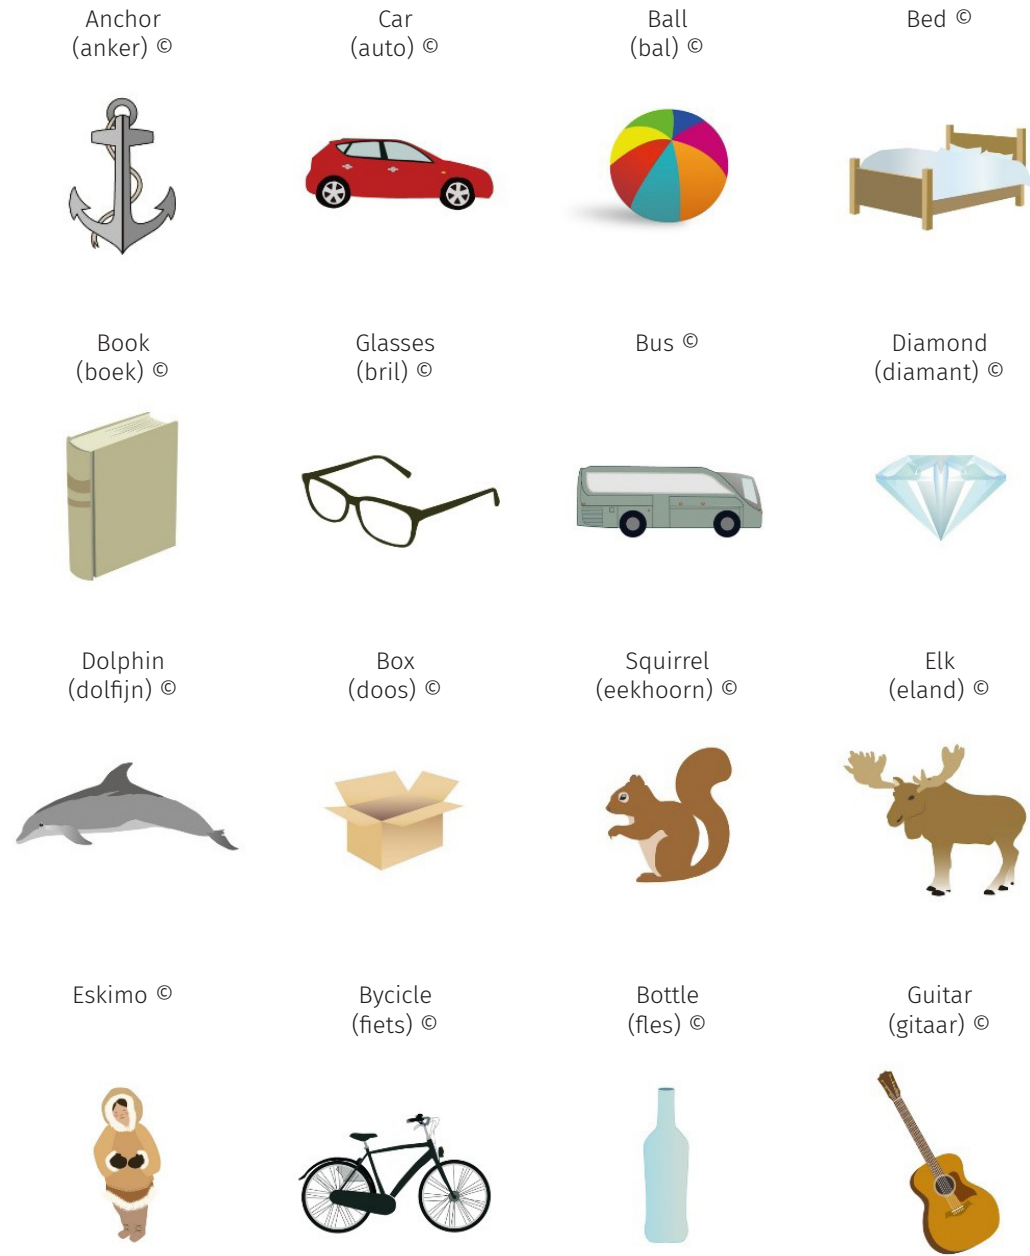 Anchor
(anker) ©
Car
(auto) ©
Ball
(bal) ©
Bed ©
Book
(boek) ©
Glasses
(bril) ©
Bus ©
Diamond
(diamant) ©
Dolphin
(dolfijn) ©
Box
(doos) ©
Squirrel
(eekhoorn) ©
Elk
(eland) ©
Eskimo ©
Bycicle
(fiets) ©
Bottle
(fles) ©
Guitar
(gitaar) ©